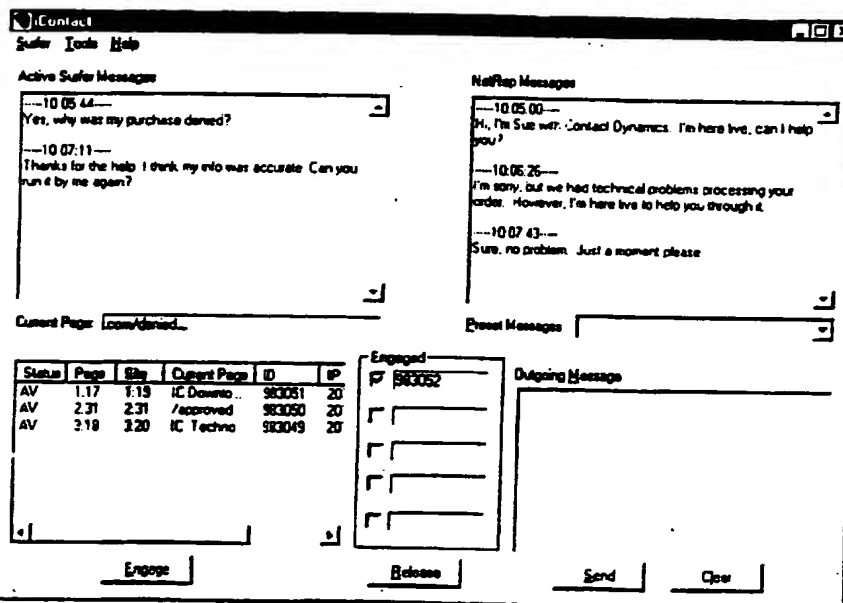 iContact
Surfer Tools Help
Active Surfer Messages
----10:05:44----
Yes, why was my purchase denied?
----10:07:11----
Thanks for the help. I think my info was accurate. Can you
run it by me again?
NetRep Messages
----10:05:00----
Hi, I'm Sue with Contact Dynamics. I'm here live, can I help
you?
----10:06:26----
I'm sorry, but we had technical problems processing your
order. However, I'm here live to help you through it.
----10:07:43----
Sure, no problem. Just a moment please
Current Page: .com/denied...
Preset Messages
Status Page Site Current Page ID IP
AV 1:17 1:19 IC Downlo... 983051 20
AV 2:31 2:31 /approved 983050 20
AV 3:18 3:20 IC Techno 983049 20
Engaged
983052
Outgoing Message
Engage
Release
Send
Clear